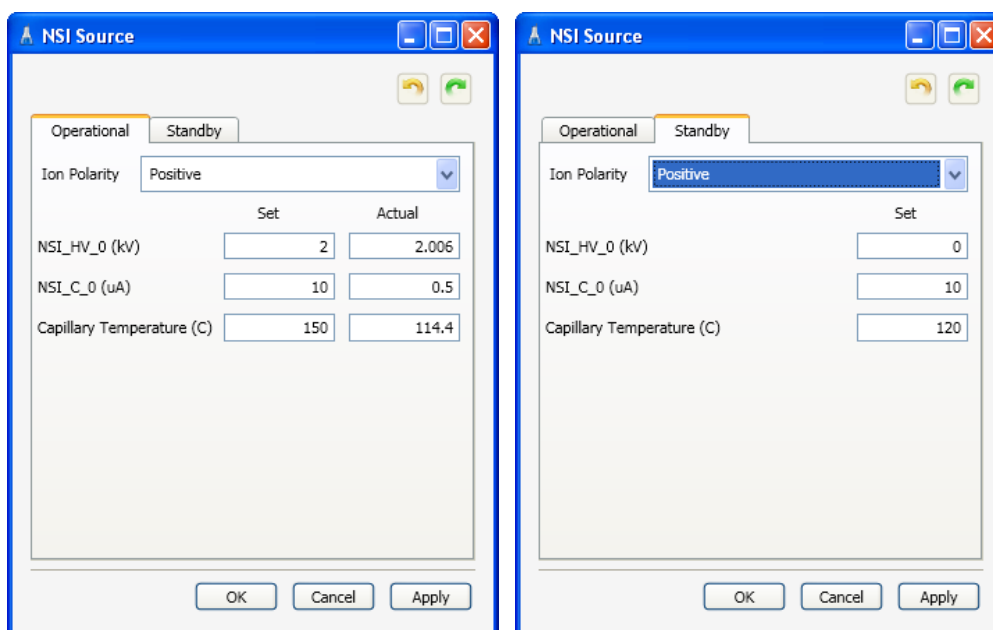 NSI Source
Operational Standby
Ion Polarity Positive
Set Actual
NSI_HV_0 (kV) 2 2.006
NSI_C_0 (uA) 10 0.5
Capillary Temperature (C) 150 114.4
OK Cancel Apply
NSI Source
Operational Standby
Ion Polarity Positive
Set
NSI_HV_0 (kV) 0
NSI_C_0 (uA) 10
Capillary Temperature (C) 120
OK Cancel Apply